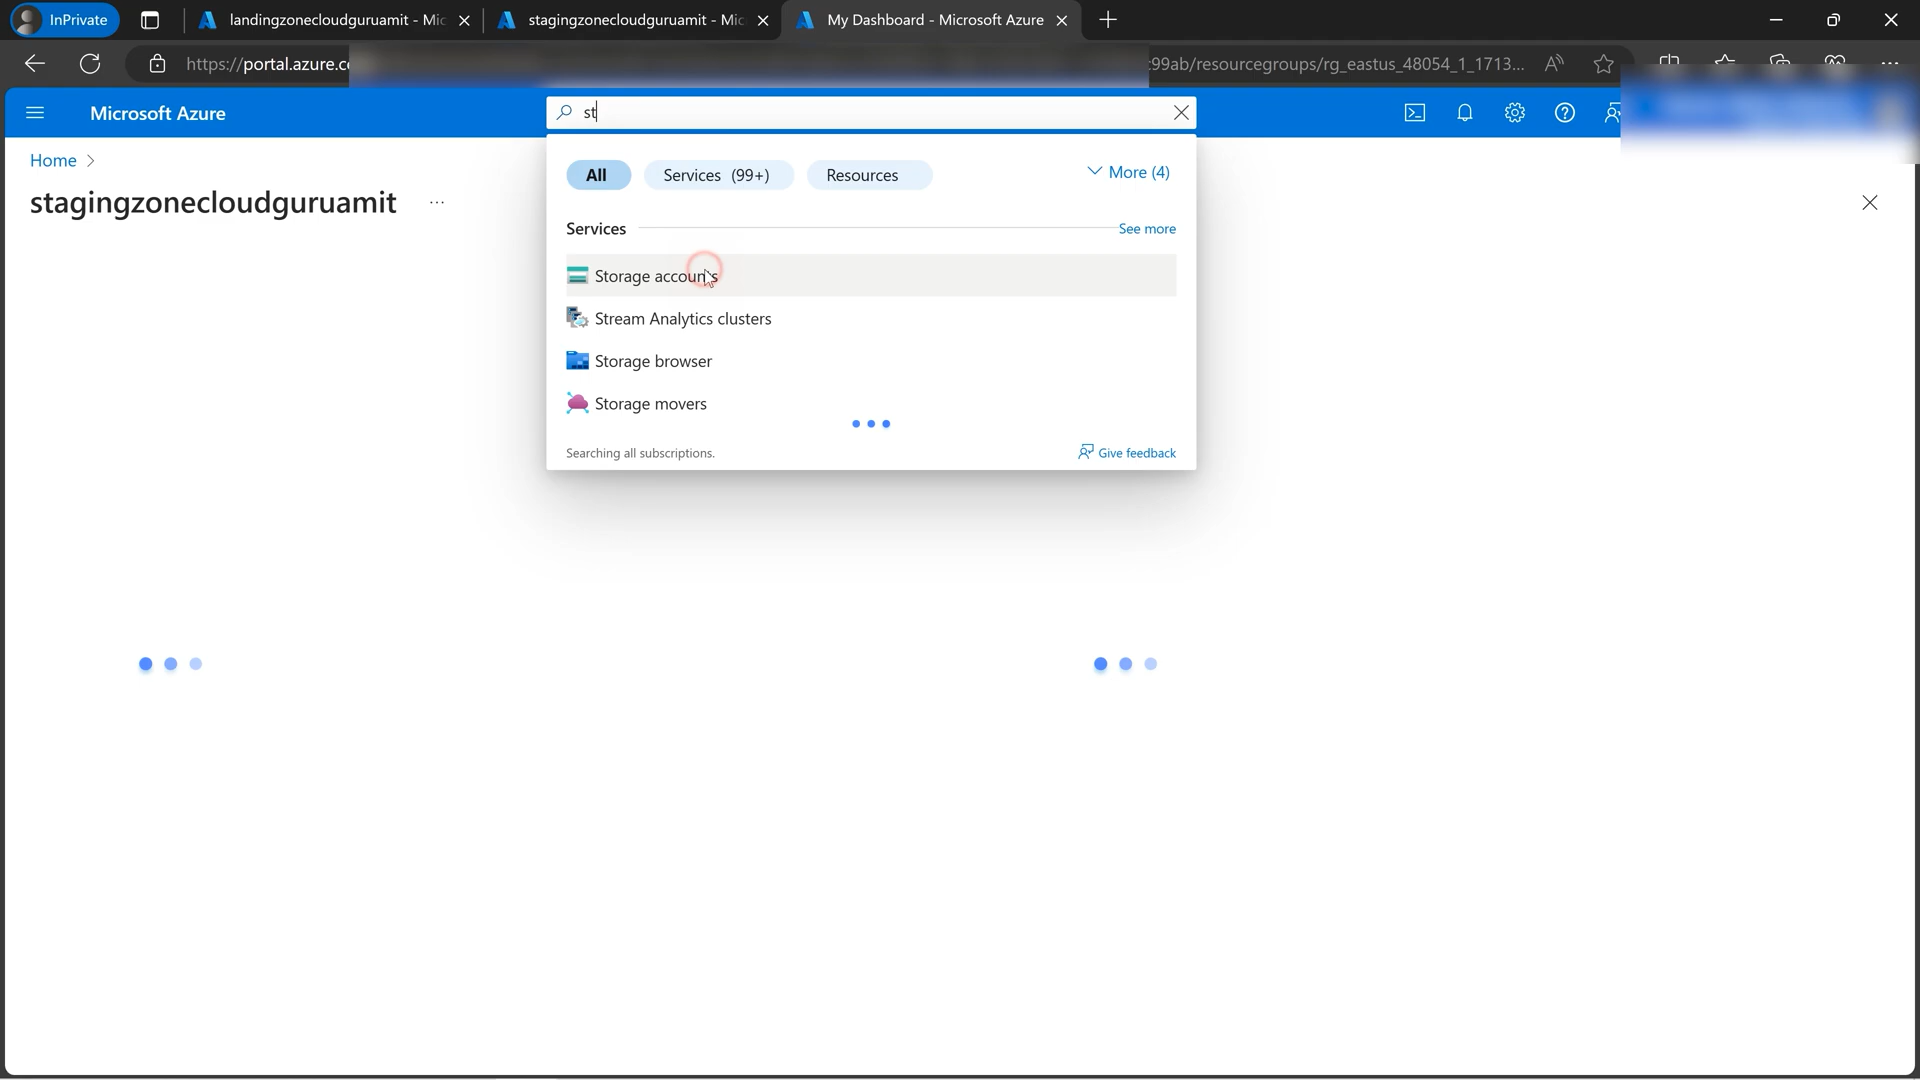 InPrivate
landingzonecloudguruamit - Mic
stagingzonecloudguruamit - Mic
My Dashboard - Microsoft Azure
https://portal.azure.c
99ab/resourcegroups/rg_eastus_48054_1_1713...
Microsoft Azure
st
Home
stagingzonecloudguruamit
All
Services (99+)
Resources
More (4)
Services
See more
Storage accounts
Stream Analytics clusters
Storage browser
Storage movers
Searching all subscriptions.
Give feedback